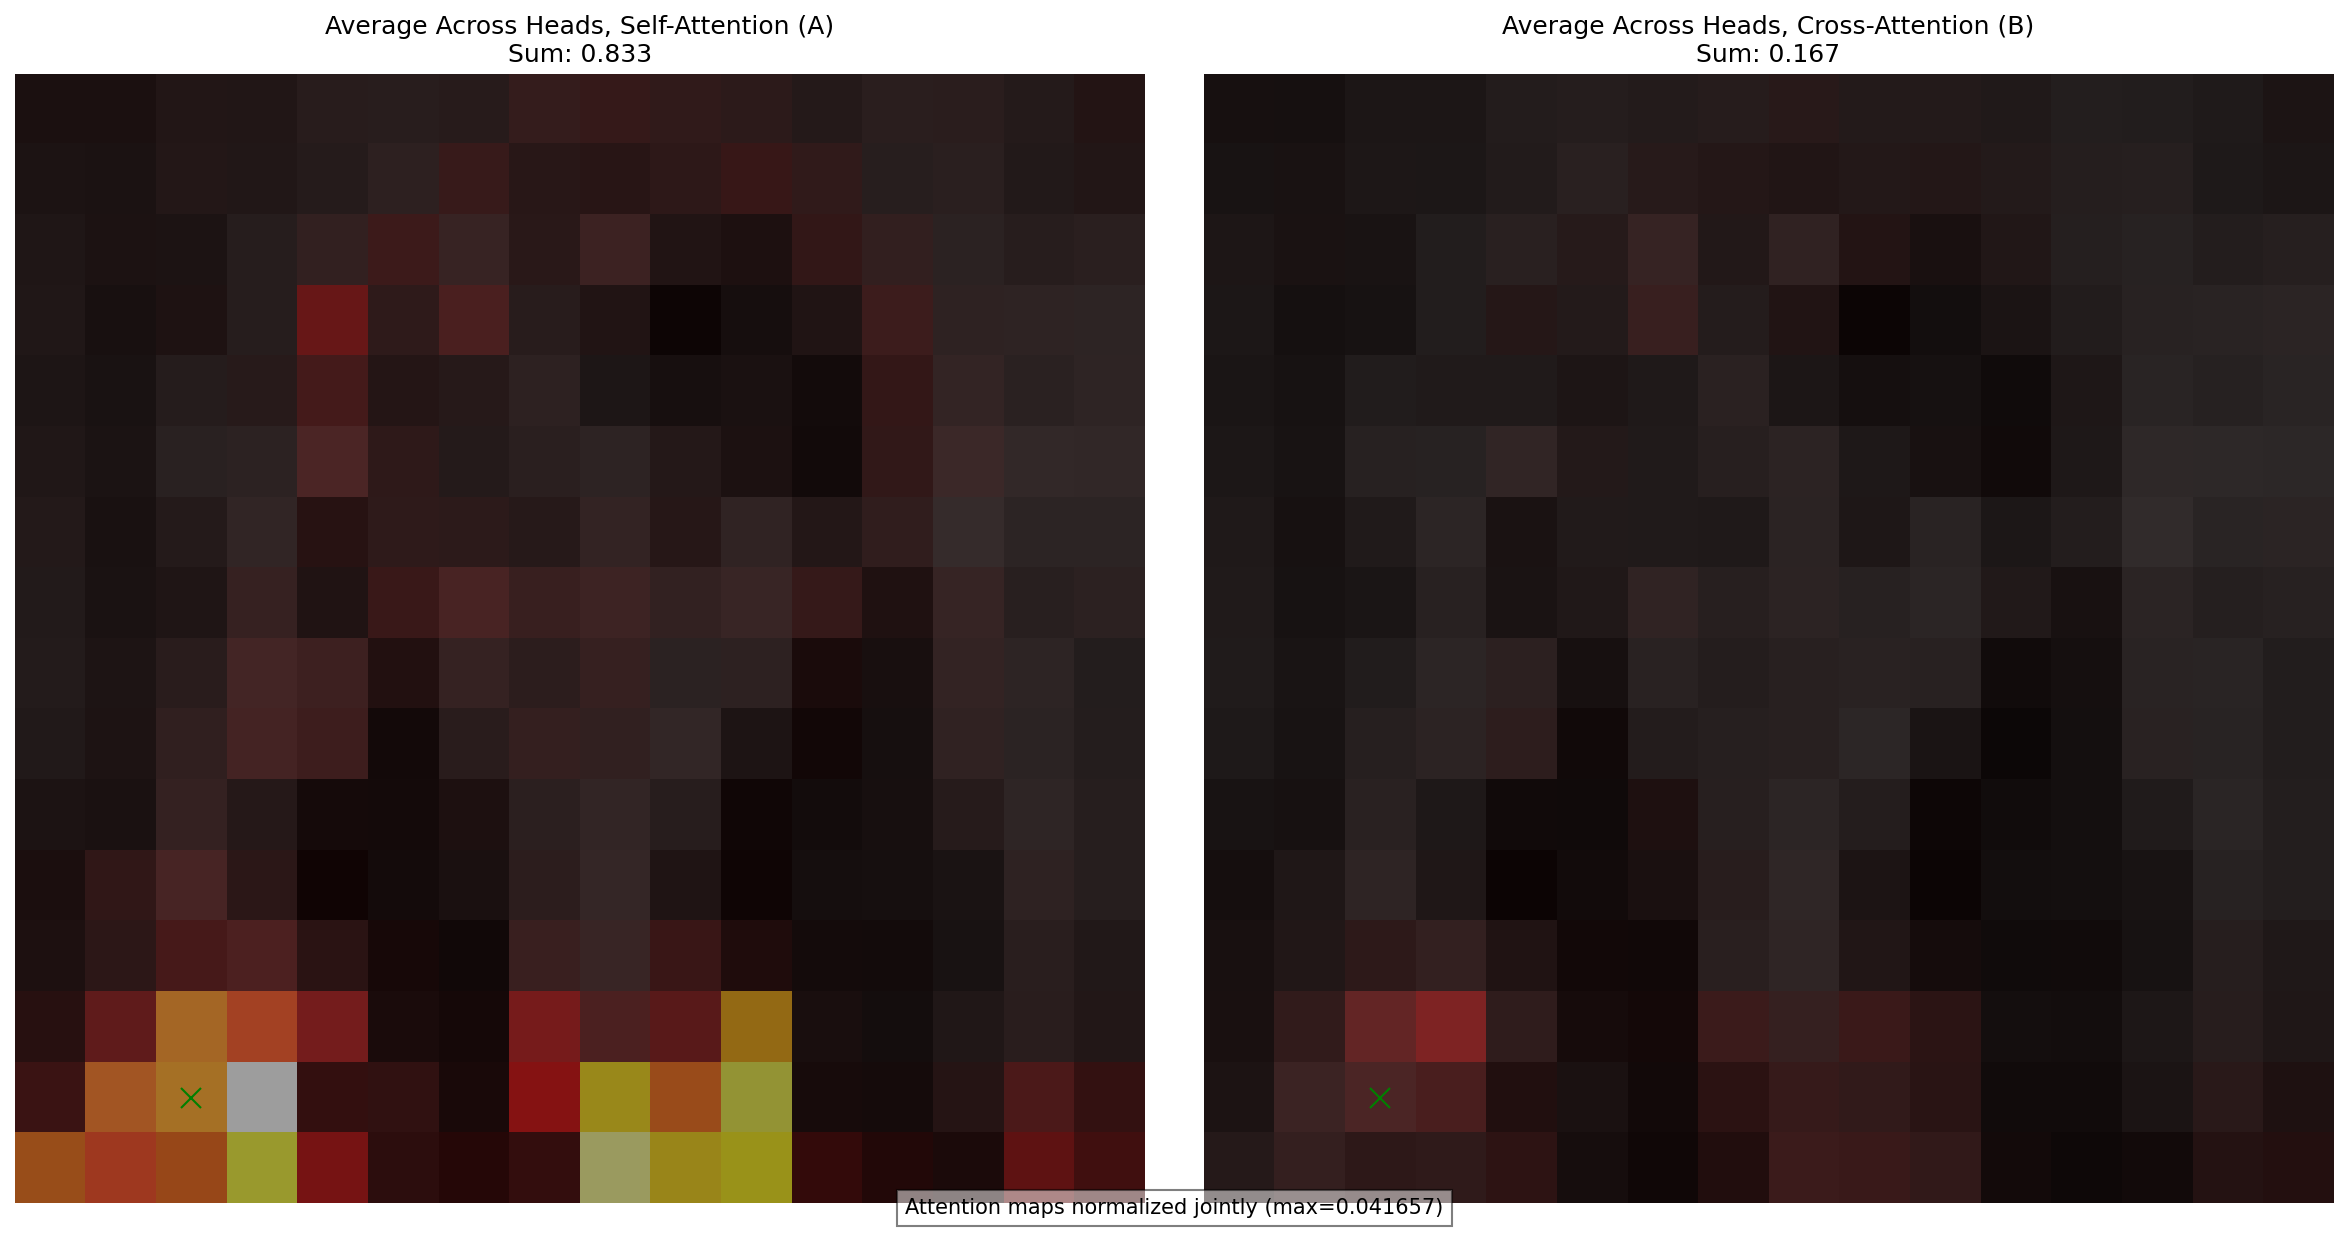 Average Across Heads, Self-Attention (A)
Sum: 0.833
Average Across Heads, Cross-Attention (B)
Sum: 0.167
Attention maps normalized jointly (max=0.041657)